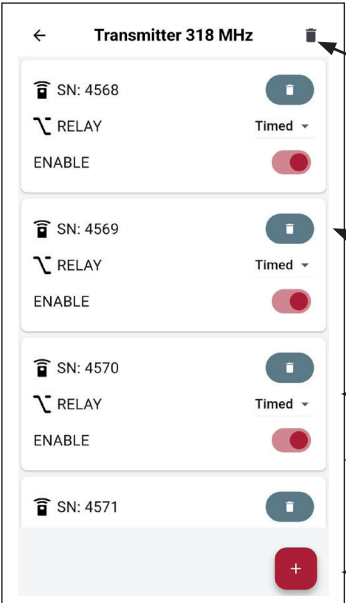 Transmitter 318 MHz
SN: 4568
RELAY Timed
ENABLE
SN: 4569
RELAY Timed
ENABLE
SN: 4570
RELAY Timed
ENABLE
SN: 4571
+